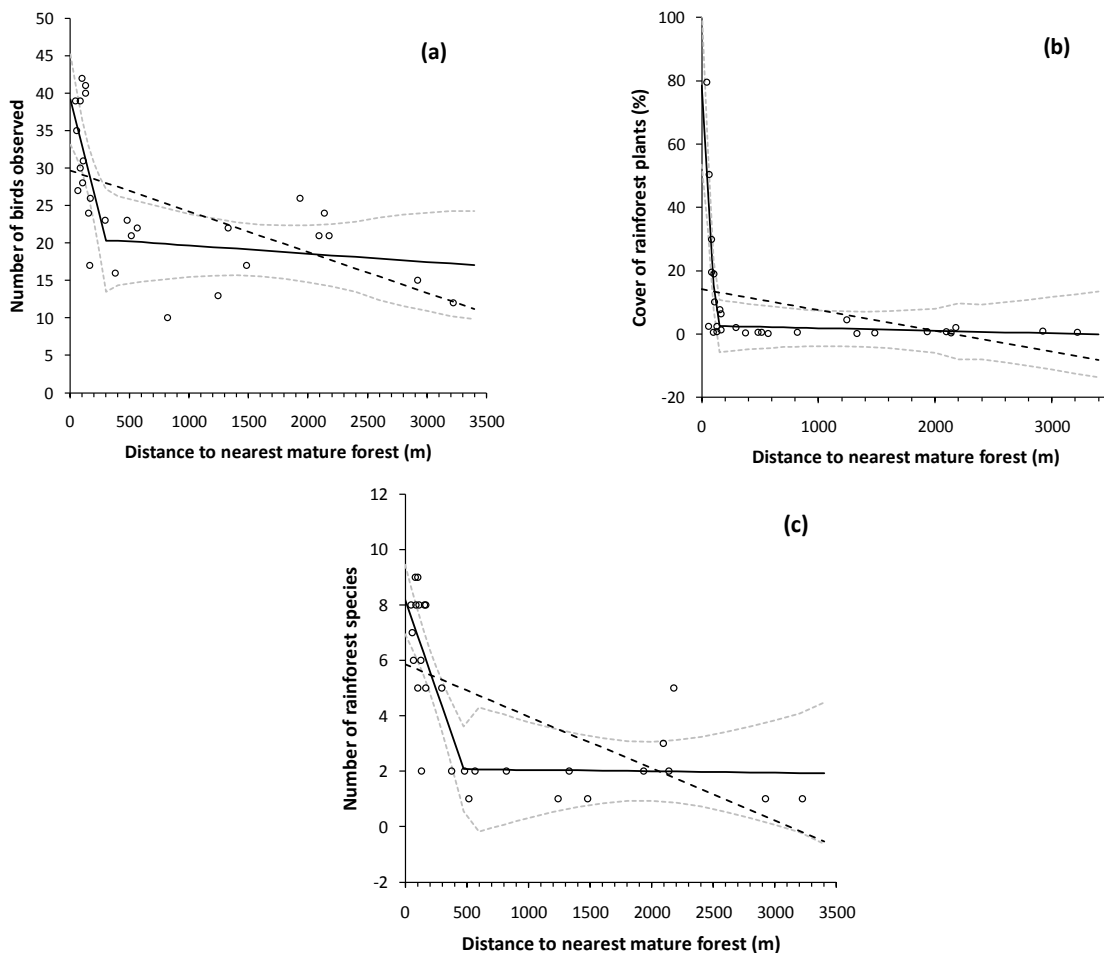 (a)
Number of birds observed
50
45
40
35
30
25
20
15
10
5
0
0 500 1000 1500 2000 2500 3000 3500
Distance to nearest mature forest (m)
(b)
Cover of rainforest plants (%)
100
80
60
40
20
0
-20
0 1000 2000 3000
Distance to nearest mature forest (m)
(c)
Number of rainforest species
12
10
8
6
4
2
0
-2
0 500 1000 1500 2000 2500 3000 3500
Distance to nearest mature forest (m)